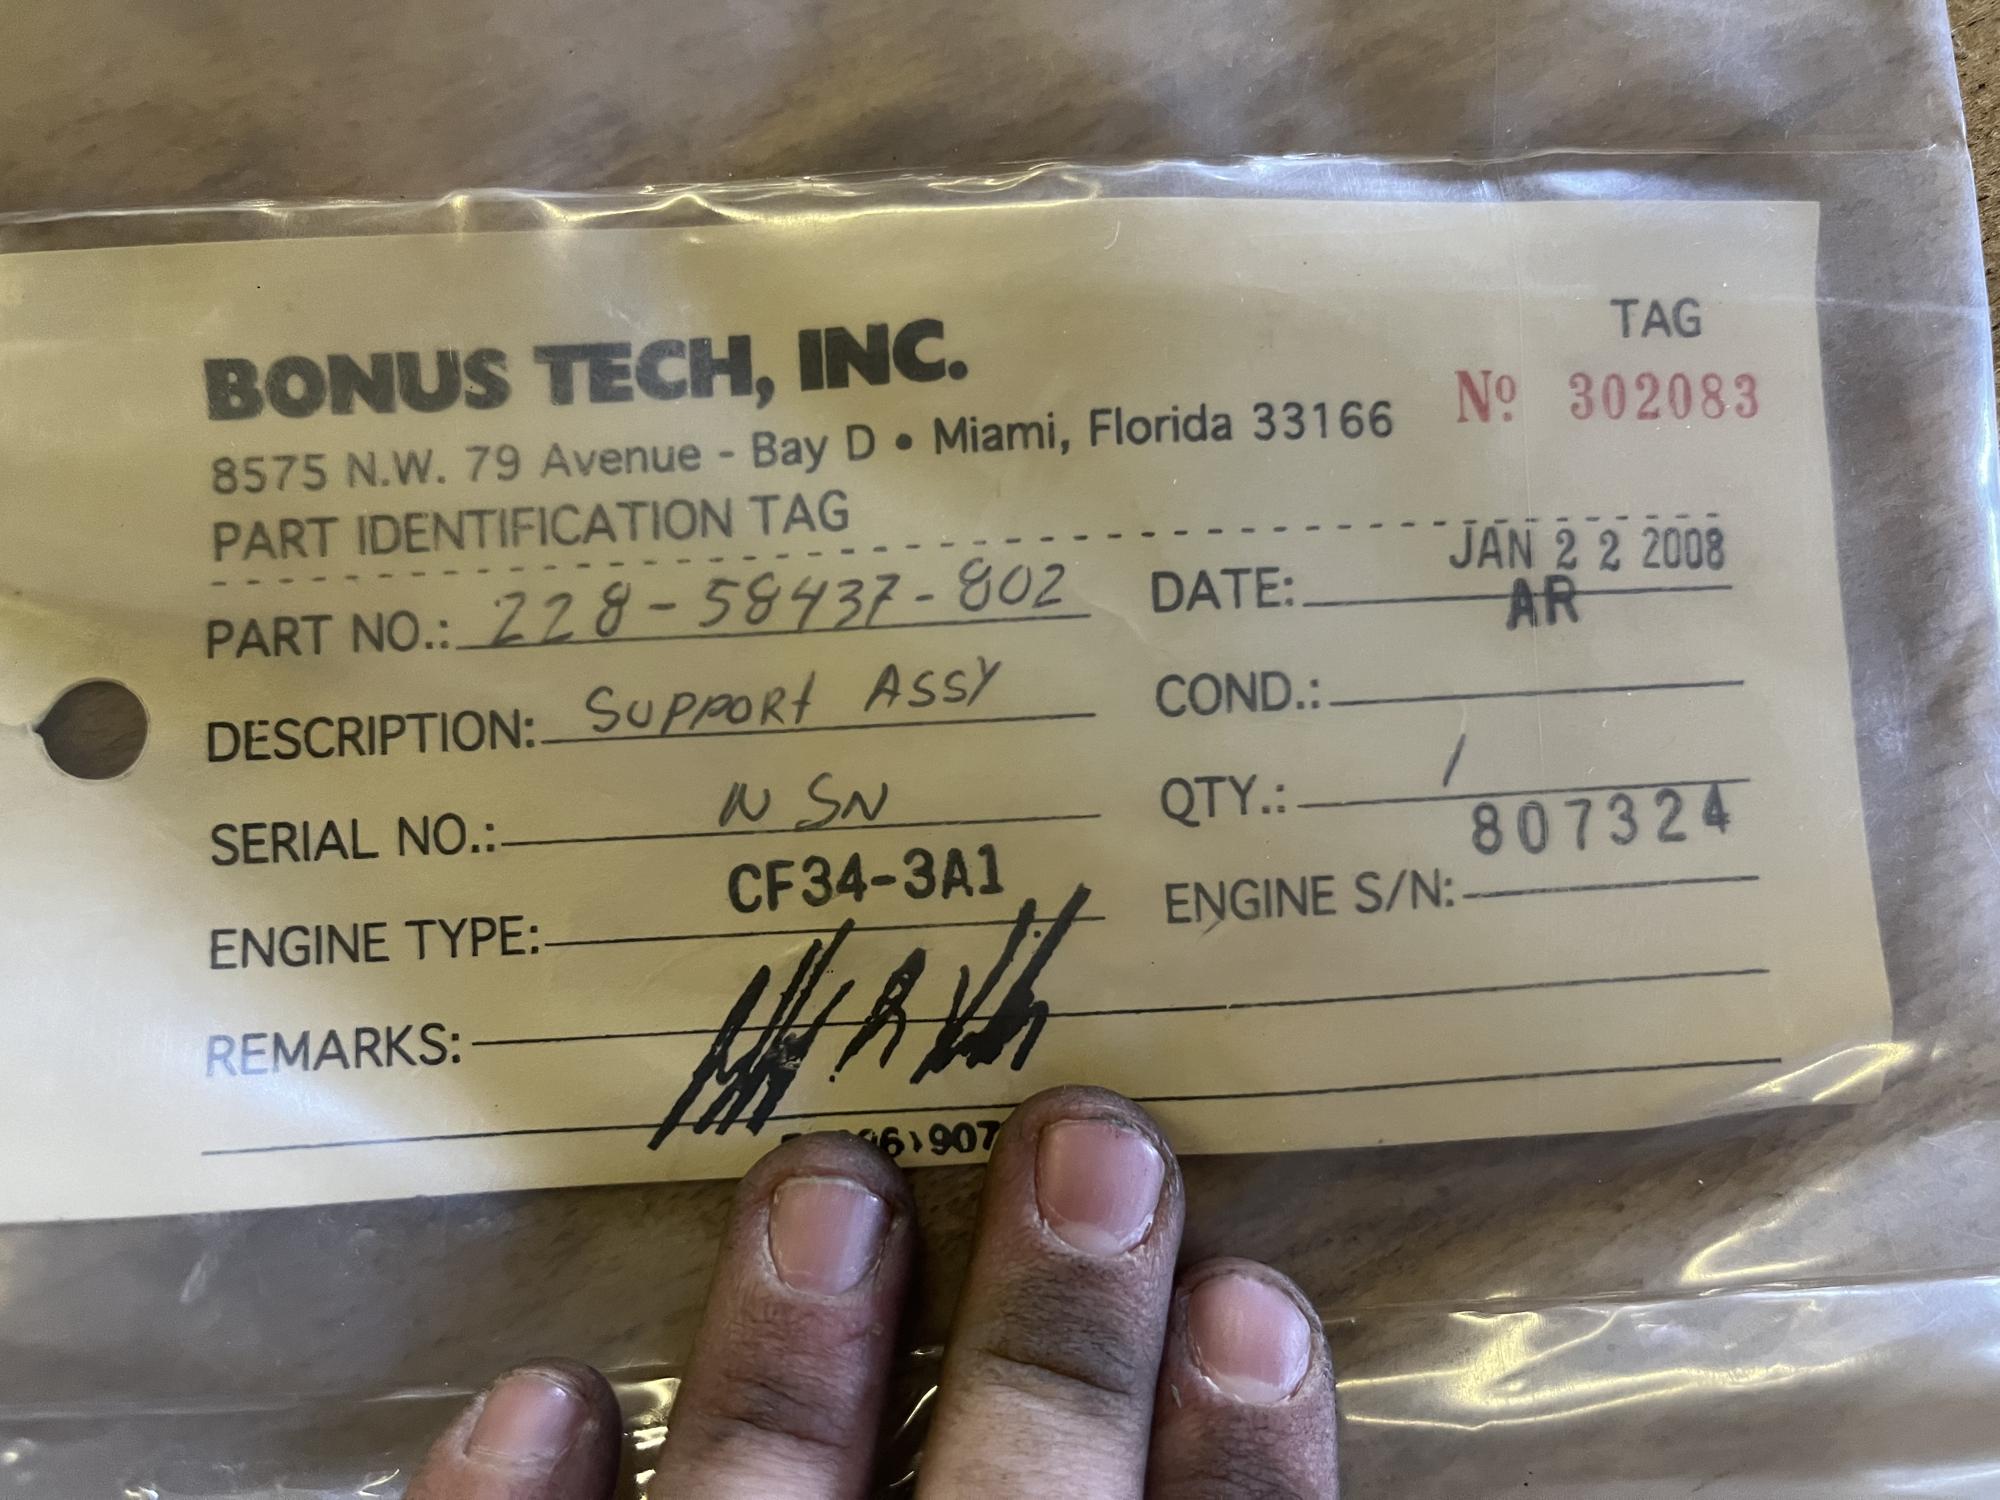 BONUS TECH, INC.
8575 N.W. 79 Avenue - Bay D • Miami, Florida 33166
TAG
Nº 302083
PART IDENTIFICATION TAG
PART NO.: 228-58437-802
DATE: JAN 22 2008
DESCRIPTION: Support ASSY
COND.: AR
SERIAL NO.: N SN
QTY.: 1
ENGINE TYPE: CF34-3A1
ENGINE S/N: 807324
REMARKS: